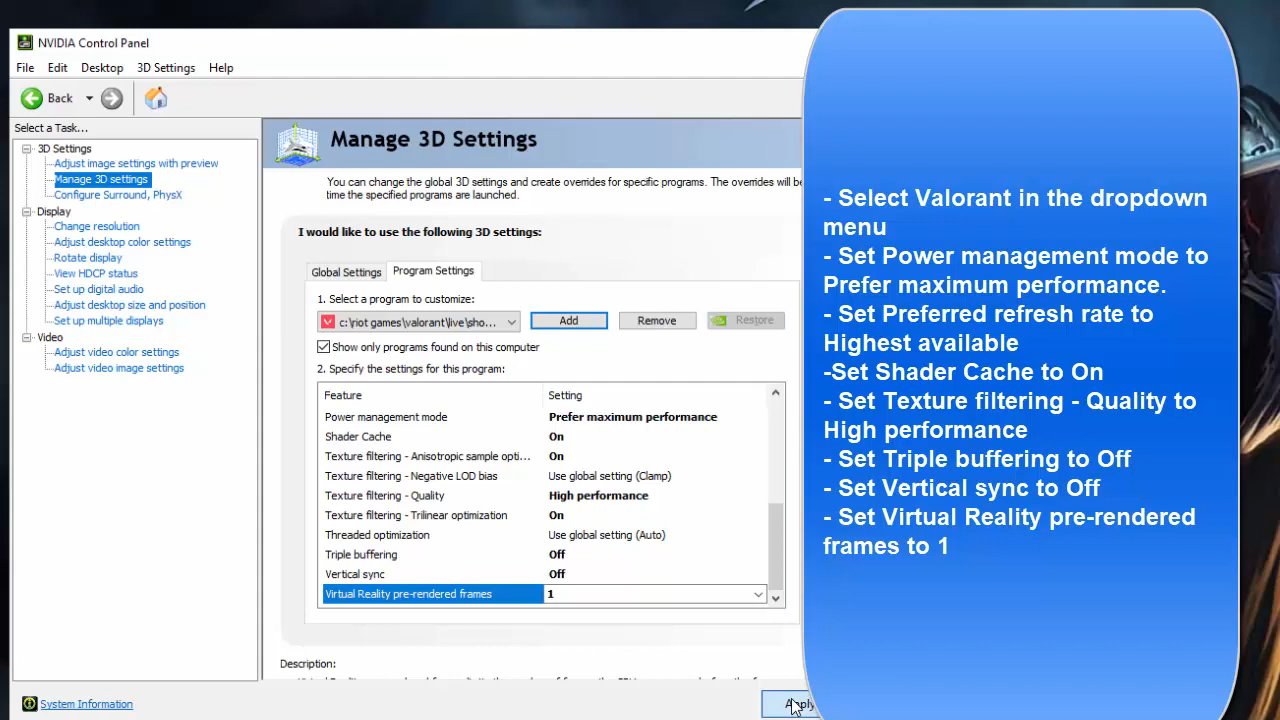 NVIDIA Control Panel
File Edit Desktop 3D Settings Help
Back
Select a Task...
3D Settings
Adjust image settings with preview
Manage 3D settings
Configure Surround, PhysX
Display
Change resolution
Adjust desktop color settings
Rotate display
View HDCP status
Set up digital audio
Adjust desktop size and position
Set up multiple displays
Video
Adjust video color settings
Adjust video image settings
System Information
Manage 3D Settings
You can change the global 3D settings and create overrides for specific programs. The overrides will be
time the specified programs are launched.
I would like to use the following 3D settings:
Global Settings Program Settings
1. Select a program to customize:
c:\riot games\valorant\live\sho... Add Remove Restore
Show only programs found on this computer
2. Specify the settings for this program:
Feature Setting
Power management mode Prefer maximum performance
Shader Cache On
Texture filtering - Anisotropic sample opti... On
Texture filtering - Negative LOD bias Use global setting (Clamp)
Texture filtering - Quality High performance
Texture filtering - Trilinear optimization On
Threaded optimization Use global setting (Auto)
Triple buffering Off
Vertical sync Off
Virtual Reality pre-rendered frames 1
Description:
Apply
- Select Valorant in the dropdown
menu
- Set Power management mode to
Prefer maximum performance.
- Set Preferred refresh rate to
Highest available
-Set Shader Cache to On
- Set Texture filtering - Quality to
High performance
- Set Triple buffering to Off
- Set Vertical sync to Off
- Set Virtual Reality pre-rendered
frames to 1